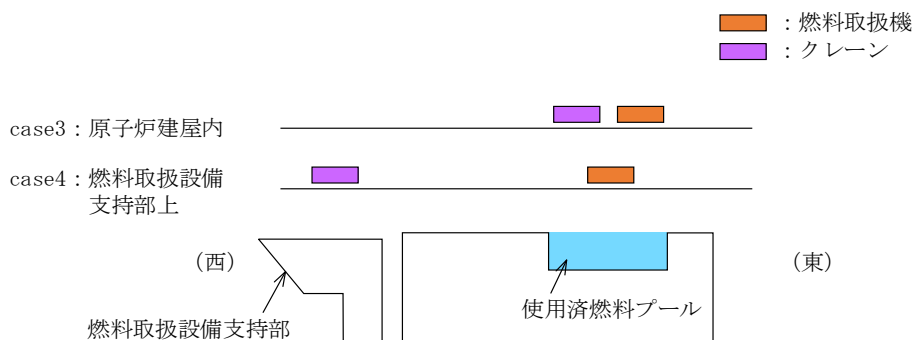 ：燃料取扱機
：クレーン
case3：原子炉建屋内
case4：燃料取扱設備
支持部上
（西）
（東）
使用済燃料プール
燃料取扱設備支持部